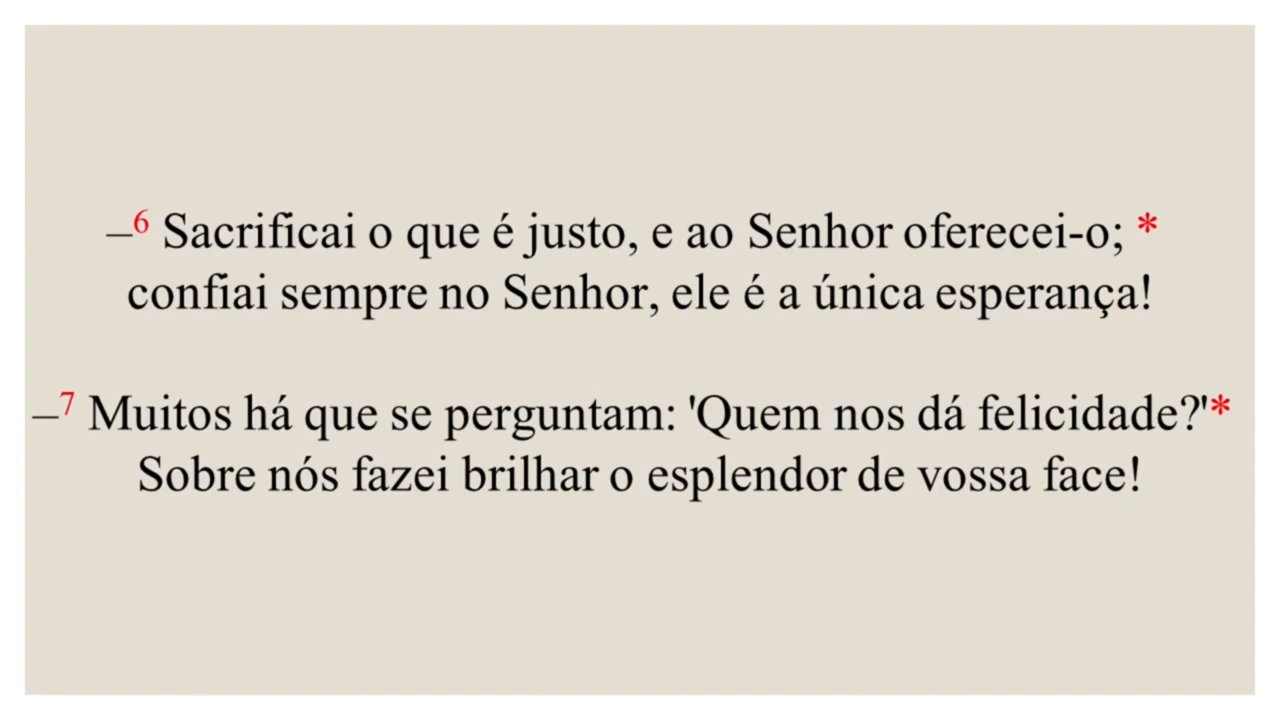 –⁶ Sacrificai o que é justo, e ao Senhor oferecei-o; *
confiai sempre no Senhor, ele é a única esperança!
–⁷ Muitos há que se perguntam: 'Quem nos dá felicidade?'*
Sobre nós fazei brilhar o esplendor de vossa face!